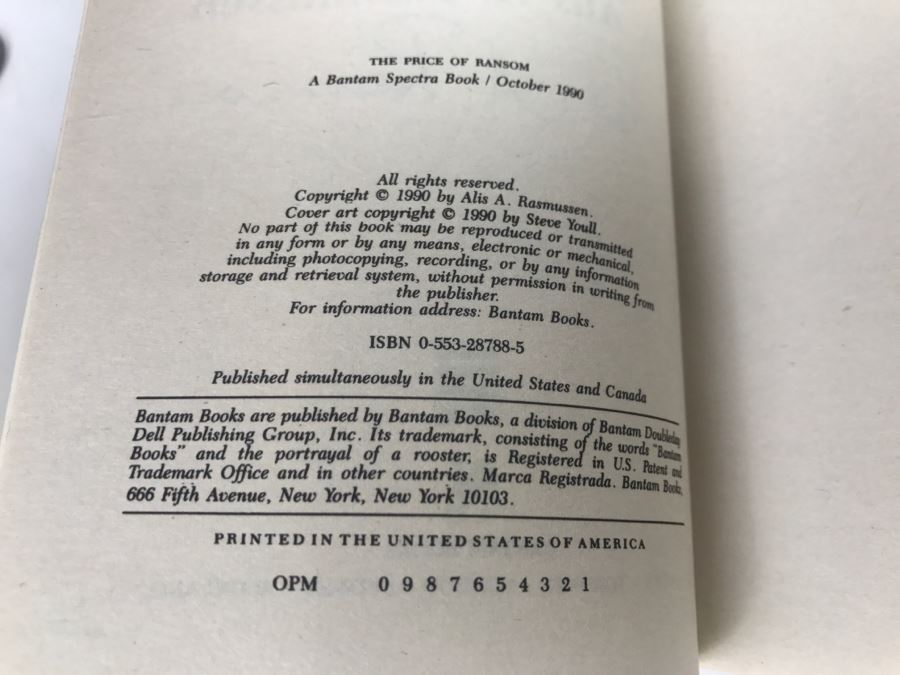 THE PRICE OF RANSOM
A Bantam Spectra Book / October 1990
All rights reserved.
Copyright © 1990 by Alis A. Rasmussen.
Cover art copyright © 1990 by Steve Youll.
No part of this book may be reproduced or transmitted
in any form or by any means, electronic or mechanical,
including photocopying, recording, or by any information
storage and retrieval system, without permission in writing from
the publisher.
For information address: Bantam Books.
ISBN 0-553-28788-5
Published simultaneously in the United States and Canada
Bantam Books are published by Bantam Books, a division of Bantam Doubleday
Dell Publishing Group, Inc. Its trademark, consisting of the words "Bantam
Books" and the portrayal of a rooster, is Registered in U.S. Patent and
Trademark Office and in other countries. Marca Registrada. Bantam Books,
666 Fifth Avenue, New York, New York 10103.
PRINTED IN THE UNITED STATES OF AMERICA
OPM 0 9 8 7 6 5 4 3 2 1